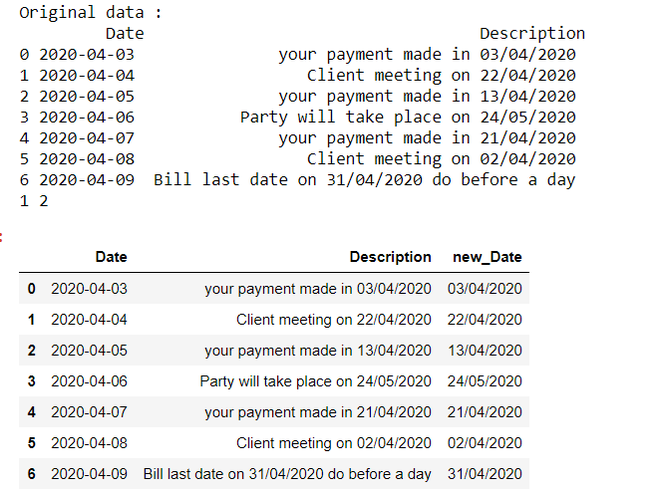 Original data :
Date Description
0 2020-04-03 your payment made in 03/04/2020
1 2020-04-04 Client meeting on 22/04/2020
2 2020-04-05 your payment made in 13/04/2020
3 2020-04-06 Party will take place on 24/05/2020
4 2020-04-07 your payment made in 21/04/2020
5 2020-04-08 Client meeting on 02/04/2020
6 2020-04-09 Bill last date on 31/04/2020 do before a day
1 2
:
Date Description new_Date
0 2020-04-03 your payment made in 03/04/2020 03/04/2020
1 2020-04-04 Client meeting on 22/04/2020 22/04/2020
2 2020-04-05 your payment made in 13/04/2020 13/04/2020
3 2020-04-06 Party will take place on 24/05/2020 24/05/2020
4 2020-04-07 your payment made in 21/04/2020 21/04/2020
5 2020-04-08 Client meeting on 02/04/2020 02/04/2020
6 2020-04-09 Bill last date on 31/04/2020 do before a day 31/04/2020